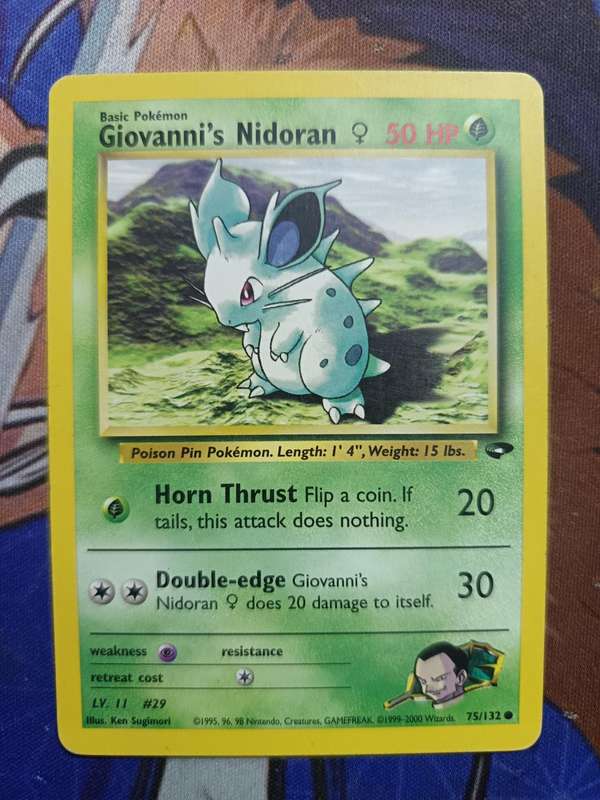 Basic Pokémon
Giovanni's Nidoran ♀ 50 HP
Poison Pin Pokémon. Length: 1' 4", Weight: 15 lbs.
Horn Thrust Flip a coin. If 20
tails, this attack does nothing.
Double-edge Giovanni's 30
Nidoran ♀ does 20 damage to itself.
weakness resistance
retreat cost
LV. 11 #29
Illus. Ken Sugimori ©1995, 96, 98 Nintendo, Creatures, GAMEFREAK. ©1999-2000 Wizards. 75/132